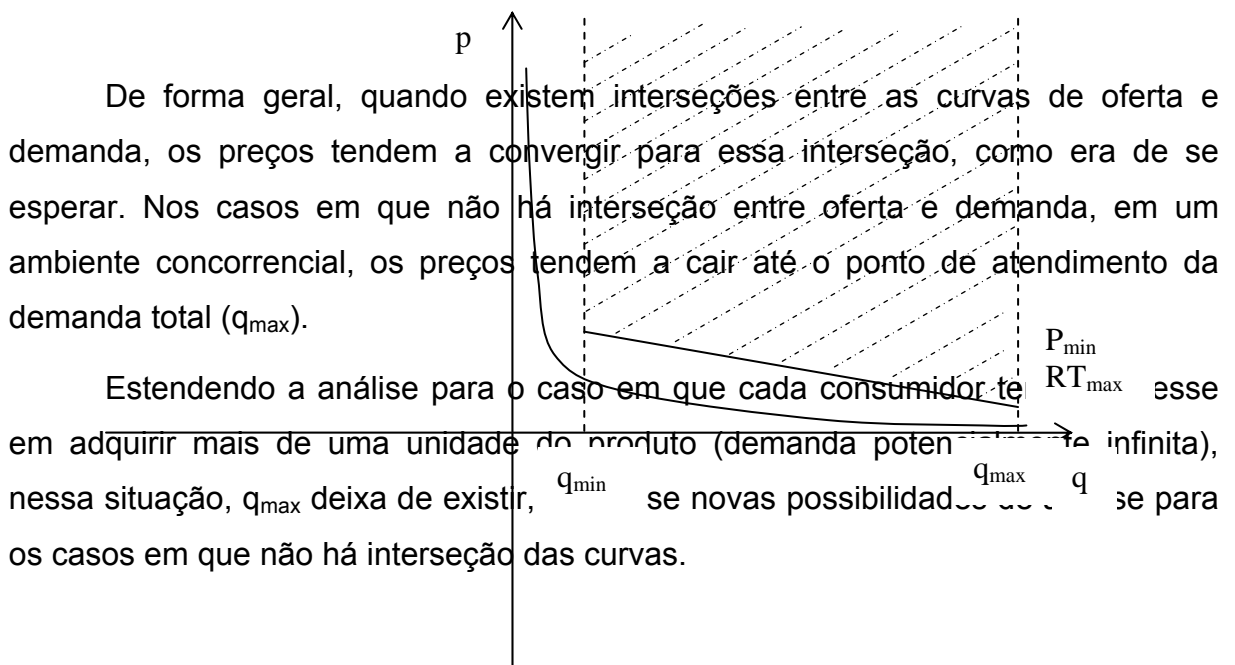 p
De forma geral, quando existem interseções entre as curvas de oferta e
demanda, os preços tendem a convergir para essa interseção, como era de se
esperar. Nos casos em que não há interseção entre oferta e demanda, em um
ambiente concorrencial, os preços tendem a cair até o ponto de atendimento da
demanda total (qmax).
Pmin
RTmax
Estendendo a análise para o caso em que cada consumidor
em adquirir mais de uma unidade do produto (demanda potencialmente infinita),
qmin
qmax
q
nessa situação, qmax deixa de existir, se novas possibilidades se para
os casos em que não há interseção das curvas.